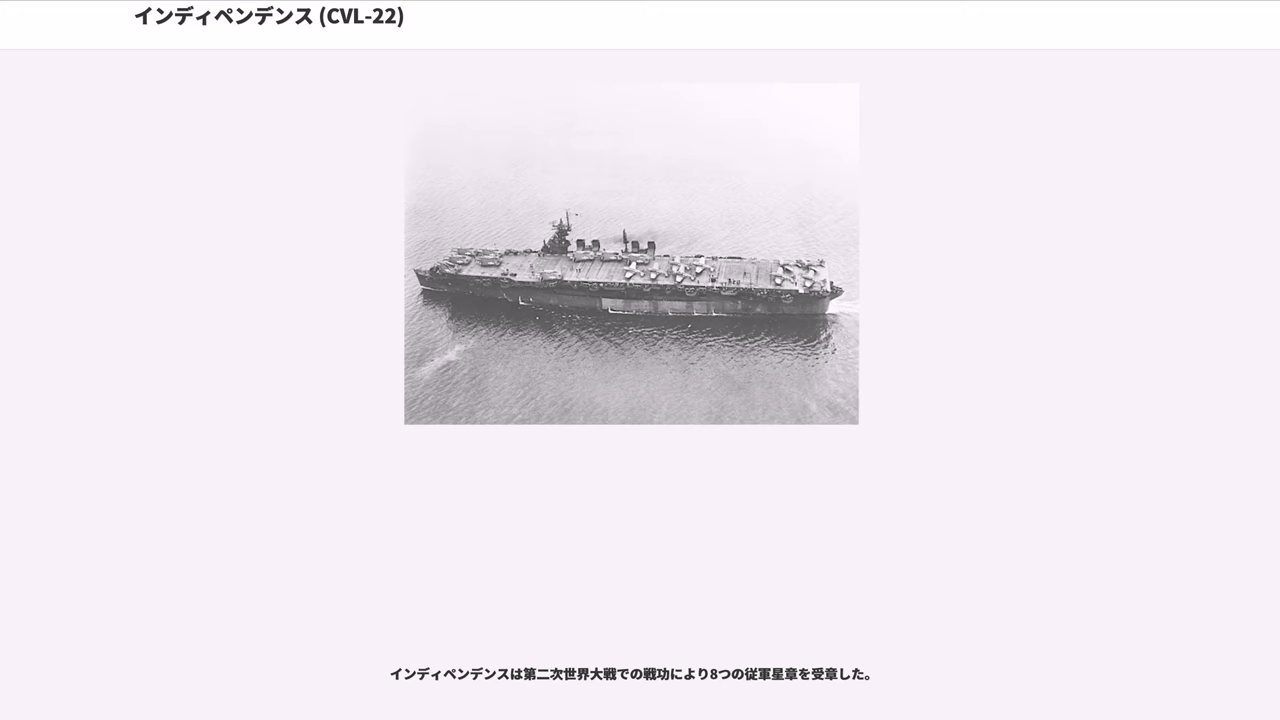 インディペンデンス (CVL-22)
インディペンデンスは第二次世界大戦での戦功により8つの従軍星章を受章した。